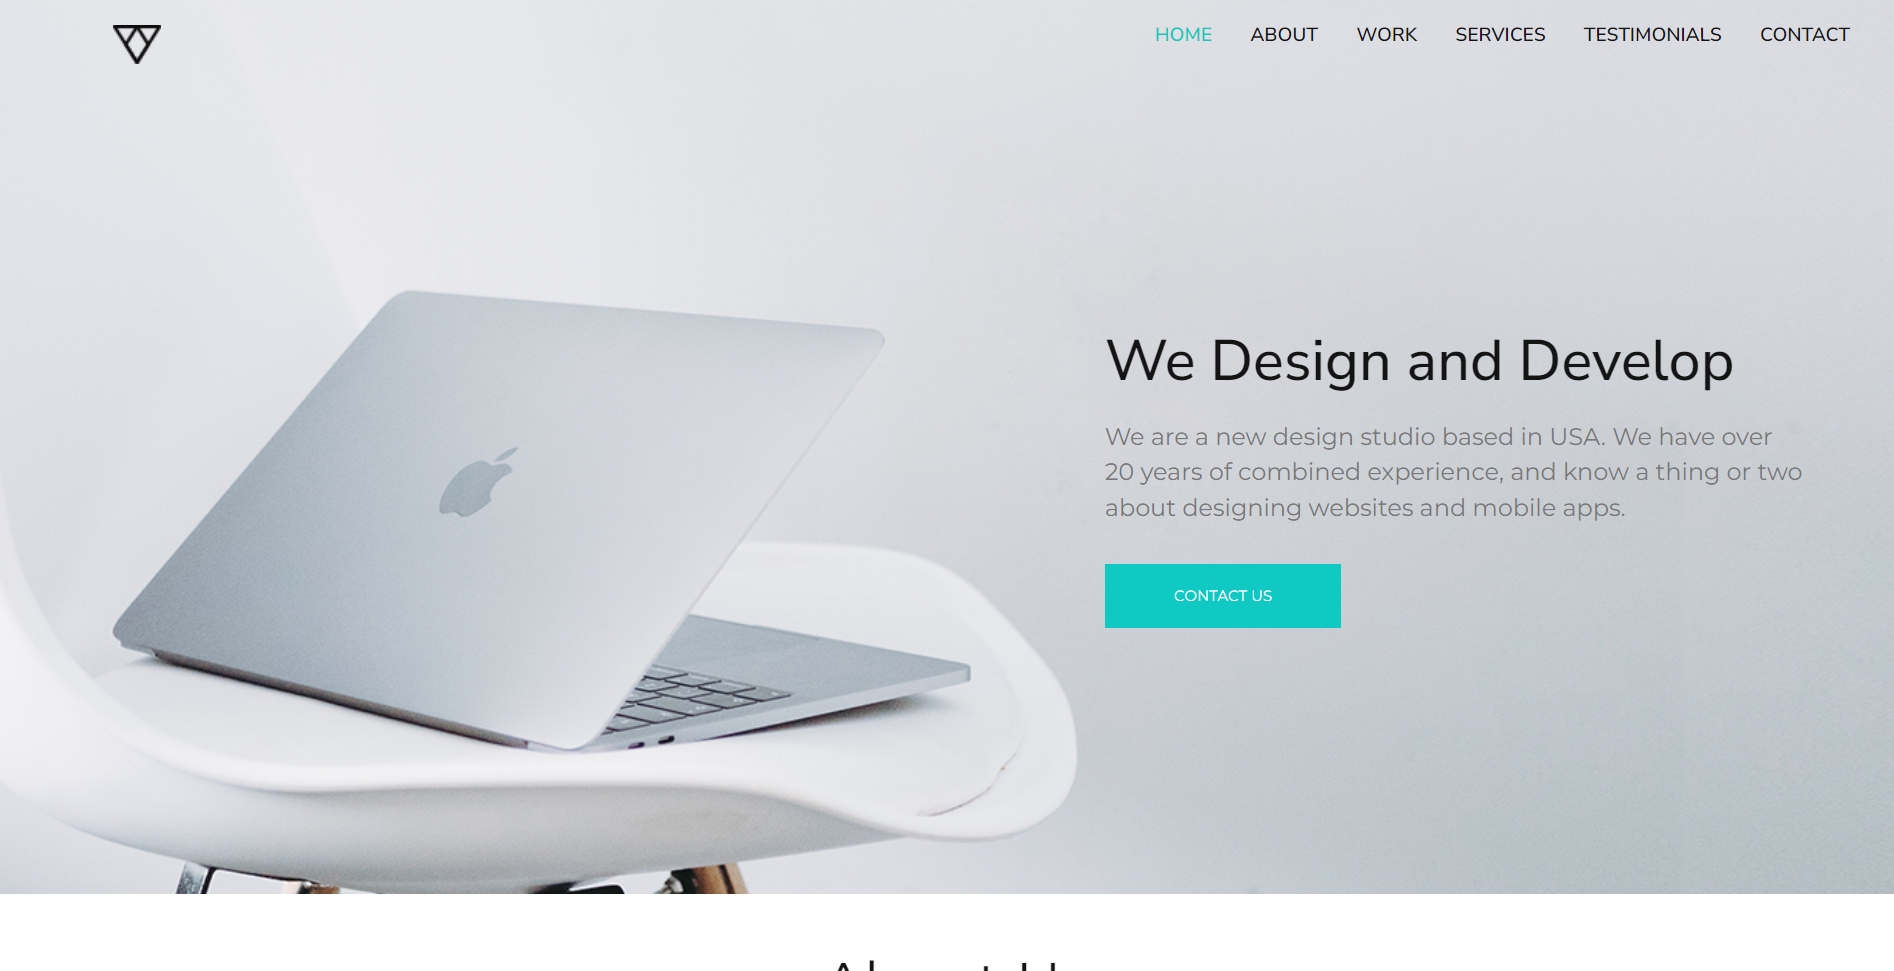 HOME ABOUT WORK SERVICES TESTIMONIALS CONTACT
We Design and Develop
We are a new design studio based in USA. We have over
20 years of combined experience, and know a thing or two
about designing websites and mobile apps.
CONTACT US